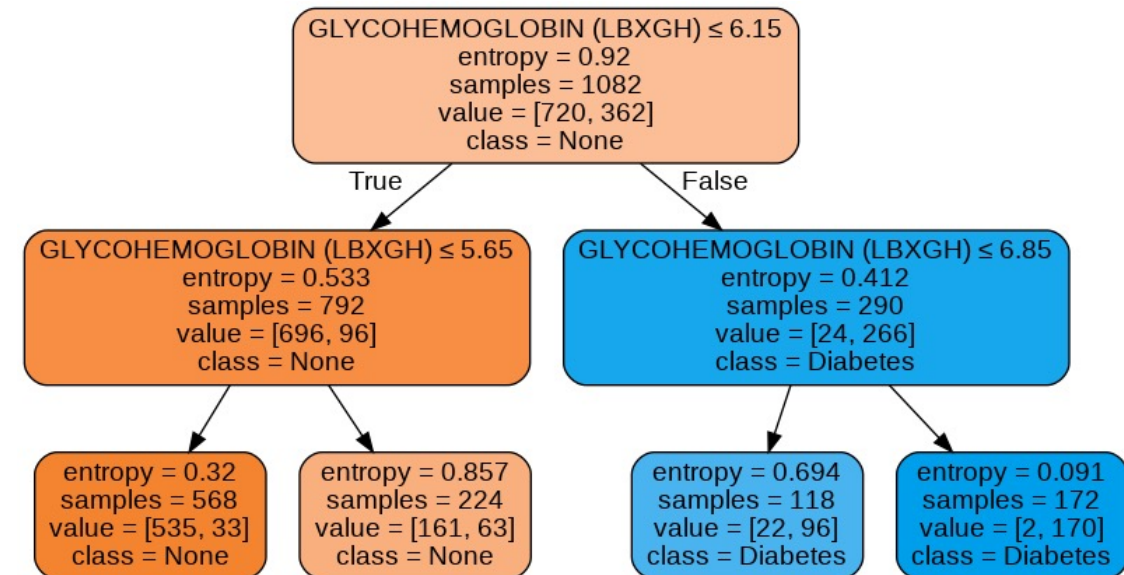 GLYCOHEMOGLOBIN (LBXGH) ≤ 6.15
entropy = 0.92
samples = 1082
value = [720, 362]
class = None
True
False
GLYCOHEMOGLOBIN (LBXGH) ≤ 5.65
entropy = 0.533
samples = 792
value = [696, 96]
class = None
GLYCOHEMOGLOBIN (LBXGH) ≤ 6.85
entropy = 0.412
samples = 290
value = [24, 266]
class = Diabetes
entropy = 0.32
samples = 568
value = [535, 33]
class = None
entropy = 0.857
samples = 224
value = [161, 63]
class = None
entropy = 0.694
samples = 118
value = [22, 96]
class = Diabetes
entropy = 0.091
samples = 172
value = [2, 170]
class = Diabetes